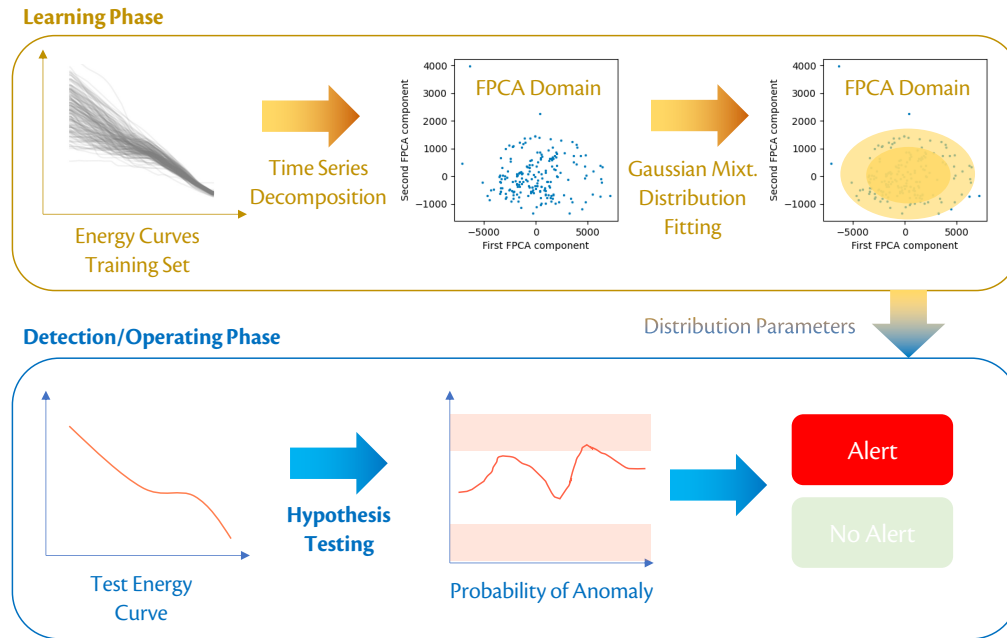 Learning Phase
Energy Curves
Training Set
Time Series
Decomposition
4000
3000
2000
1000
0
−1000
Second FPCA component
FPCA Domain
−5000
0
5000
First FPCA component
Gaussian Mixt.
Distribution
Fitting
4000
3000
2000
1000
0
−1000
Second FPCA component
FPCA Domain
−5000
0
5000
First FPCA component
Distribution Parameters
Detection/Operating Phase
Test Energy
Curve
Hypothesis
Testing
Probability of Anomaly
Alert
No Alert